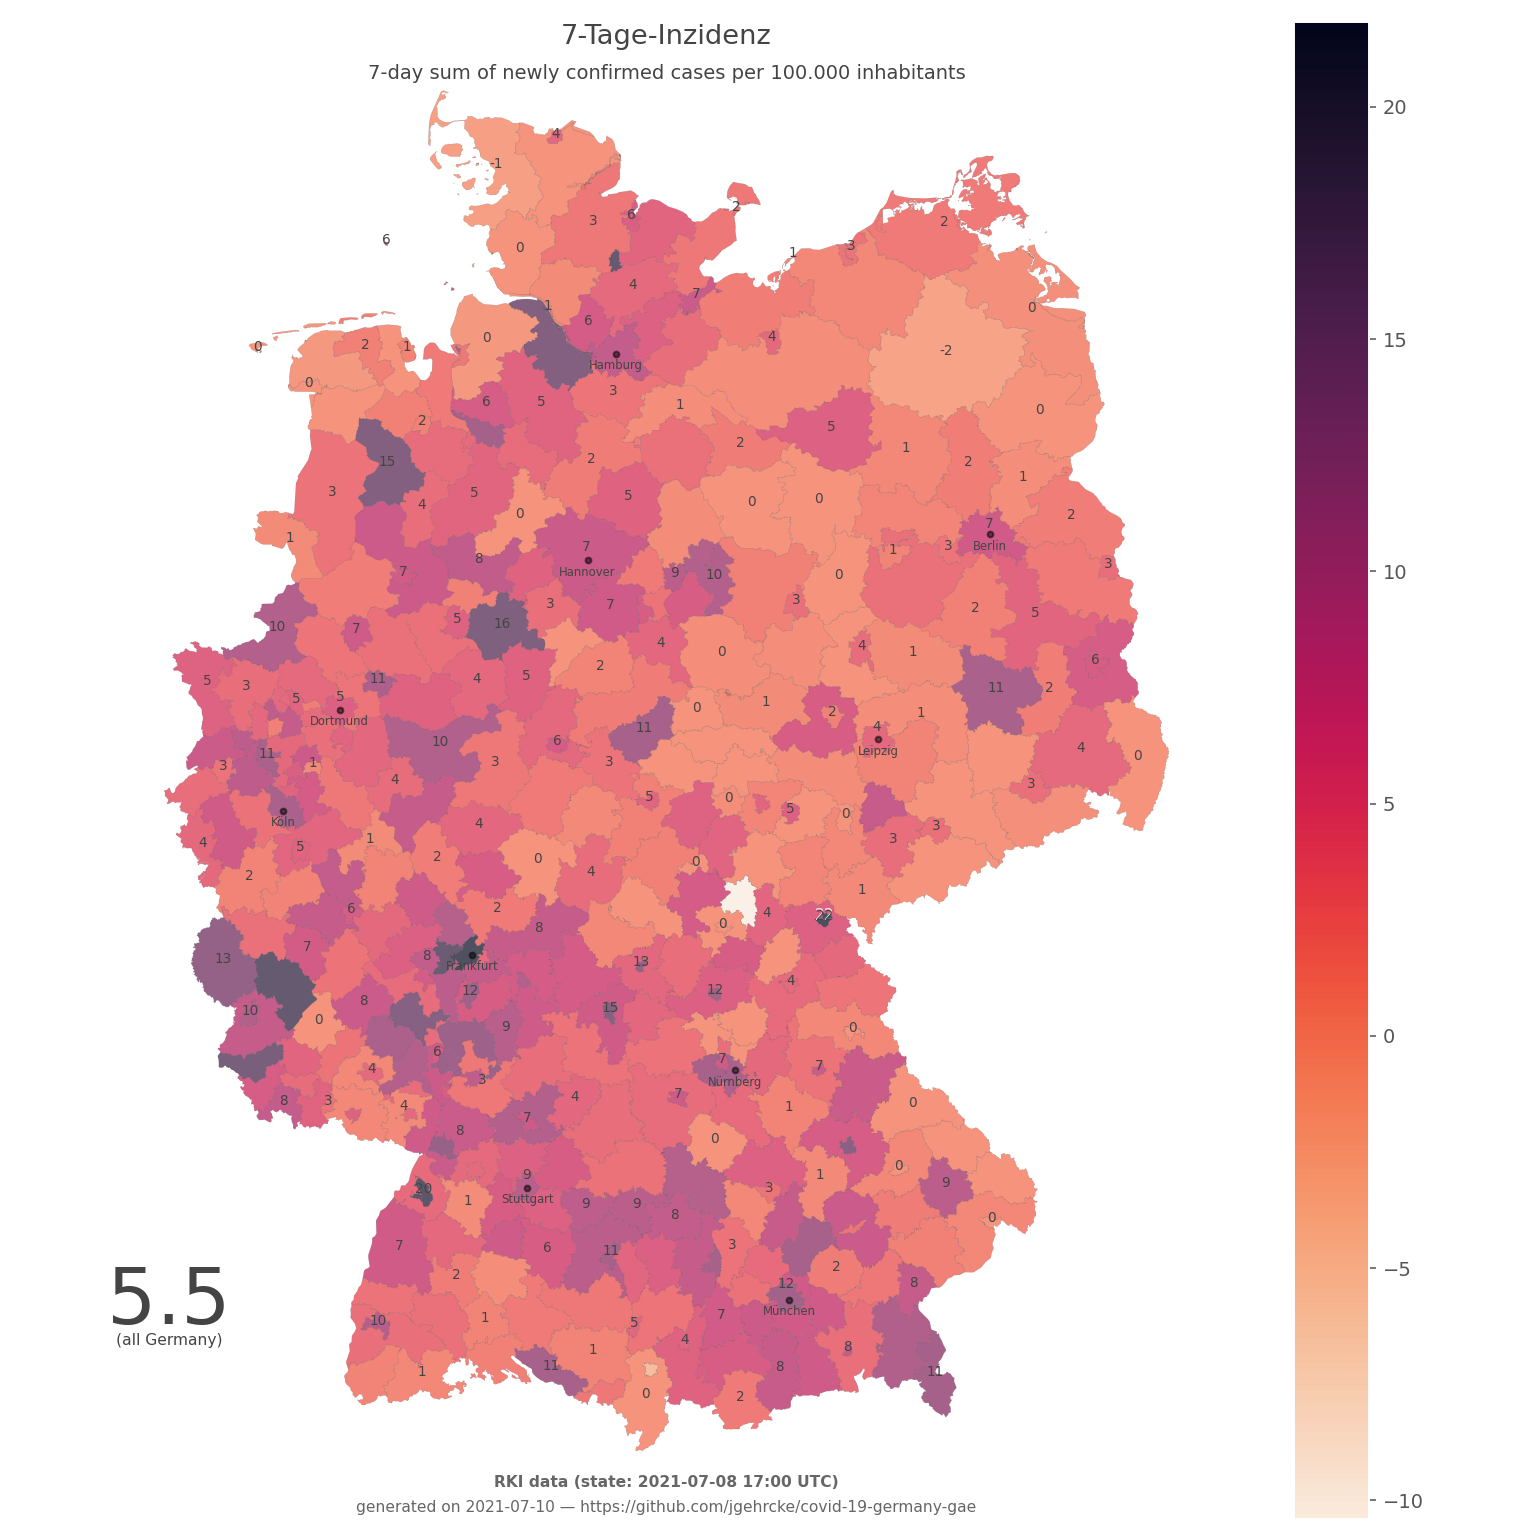 7-Tage-Inzidenz
7-day sum of newly confirmed cases per 100.000 inhabitants
4
-1
2
3 6
6 0 2
1 3
4
7
1 6 0
0 4
0 2 1 Hamburg -2
0
3
6 5 1 0
2 5
2 1
15 2 2
3 5 5 1
4 0 0 0 2
1 7 7
8 Hannover 1 3 Berlin
7 9 10 0 3
10 3 7 3 2 5
7 5 16
4 0 4 1 6
5 3 11 4 5 2 11 2
5 5 0 1 2 1
Dortmund 11 4
3 11 1 10 6 Leipzig 4 0
4 3 3 3
Köln 5 0 5 0
4 5 1 4 3 3
2 2 0 4 0
6 2 0 4 1
22
13 7 8 8 13
Frankfurt
10 8 12 15 12 4
0 9 0
4 6 7 7
3 Nürnberg
8 3 4 7 4 7 1 0
8 0
9 3 1 0
20 1 Stuttgart 9 9 8 9
7 6 11 3 0
2 2
12 8
5.5
(all Germany)
10 1 5 7 München
4 8
1 11 1 8 11
0 2
RKI data (state: 2021-07-08 17:00 UTC)
generated on 2021-07-10 — https://github.com/jgehrcke/covid-19-germany-gae
20
15
10
5
0
−5
−10